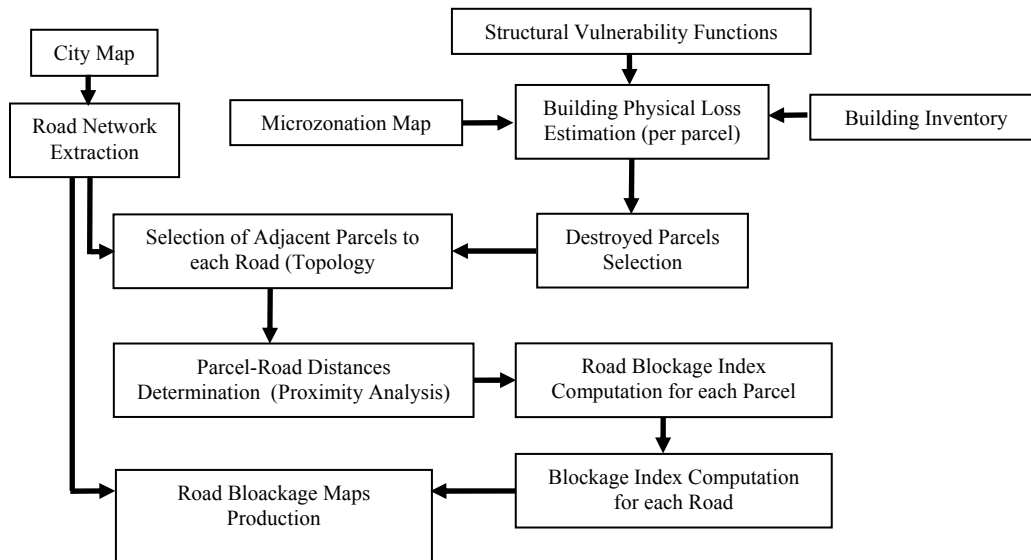 Structural Vulnerability Functions
City Map
Road Network
Extraction
Microzonation Map
Building Physical Loss
Estimation (per parcel)
Building Inventory
Selection of Adjacent Parcels to
each Road (Topology
Destroyed Parcels
Selection
Parcel-Road Distances
Determination (Proximity Analysis)
Road Blockage Index
Computation for each Parcel
Road Bloackage Maps
Production
Blockage Index Computation
for each Road